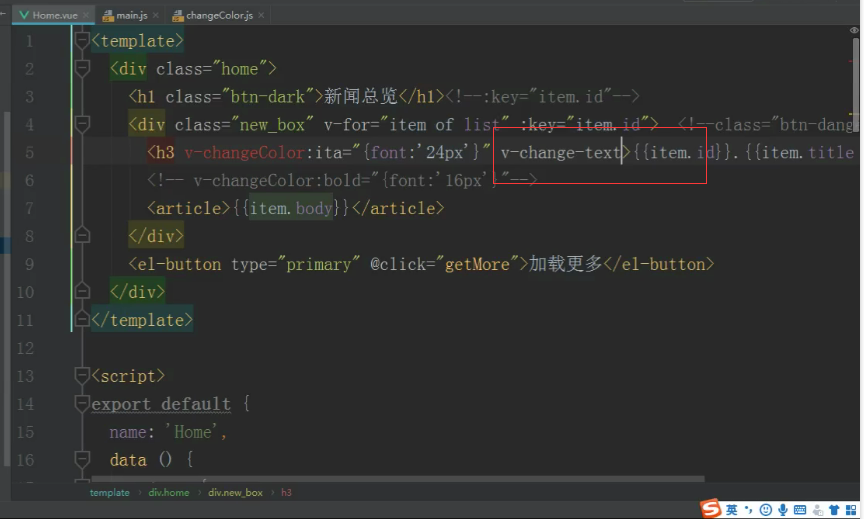 Home.vue main.js changeColor.js
1 <template>
2 <div class="home">
3 <h1 class="btn-dark">新闻总览</h1><!--:key="item.id"-->
4 <div class="new_box" v-for="item of list" :key="item.id"> <!--class="btn-dang
5 <h3 v-changeColor:ita="{font:'24px'}" v-change-text>{{item.id}}.{{item.title
6 <!-- v-changeColor:bold="{font:'16px'}"-->
7 <article>{{item.body}}</article>
8 </div>
9 <el-button type="primary" @click="getMore">加载更多</el-button>
10 </div>
11 </template>
12
13 <script>
14 export default {
15 name: 'Home',
16 data () {
template › div.home › div.new_box › h3
S 英